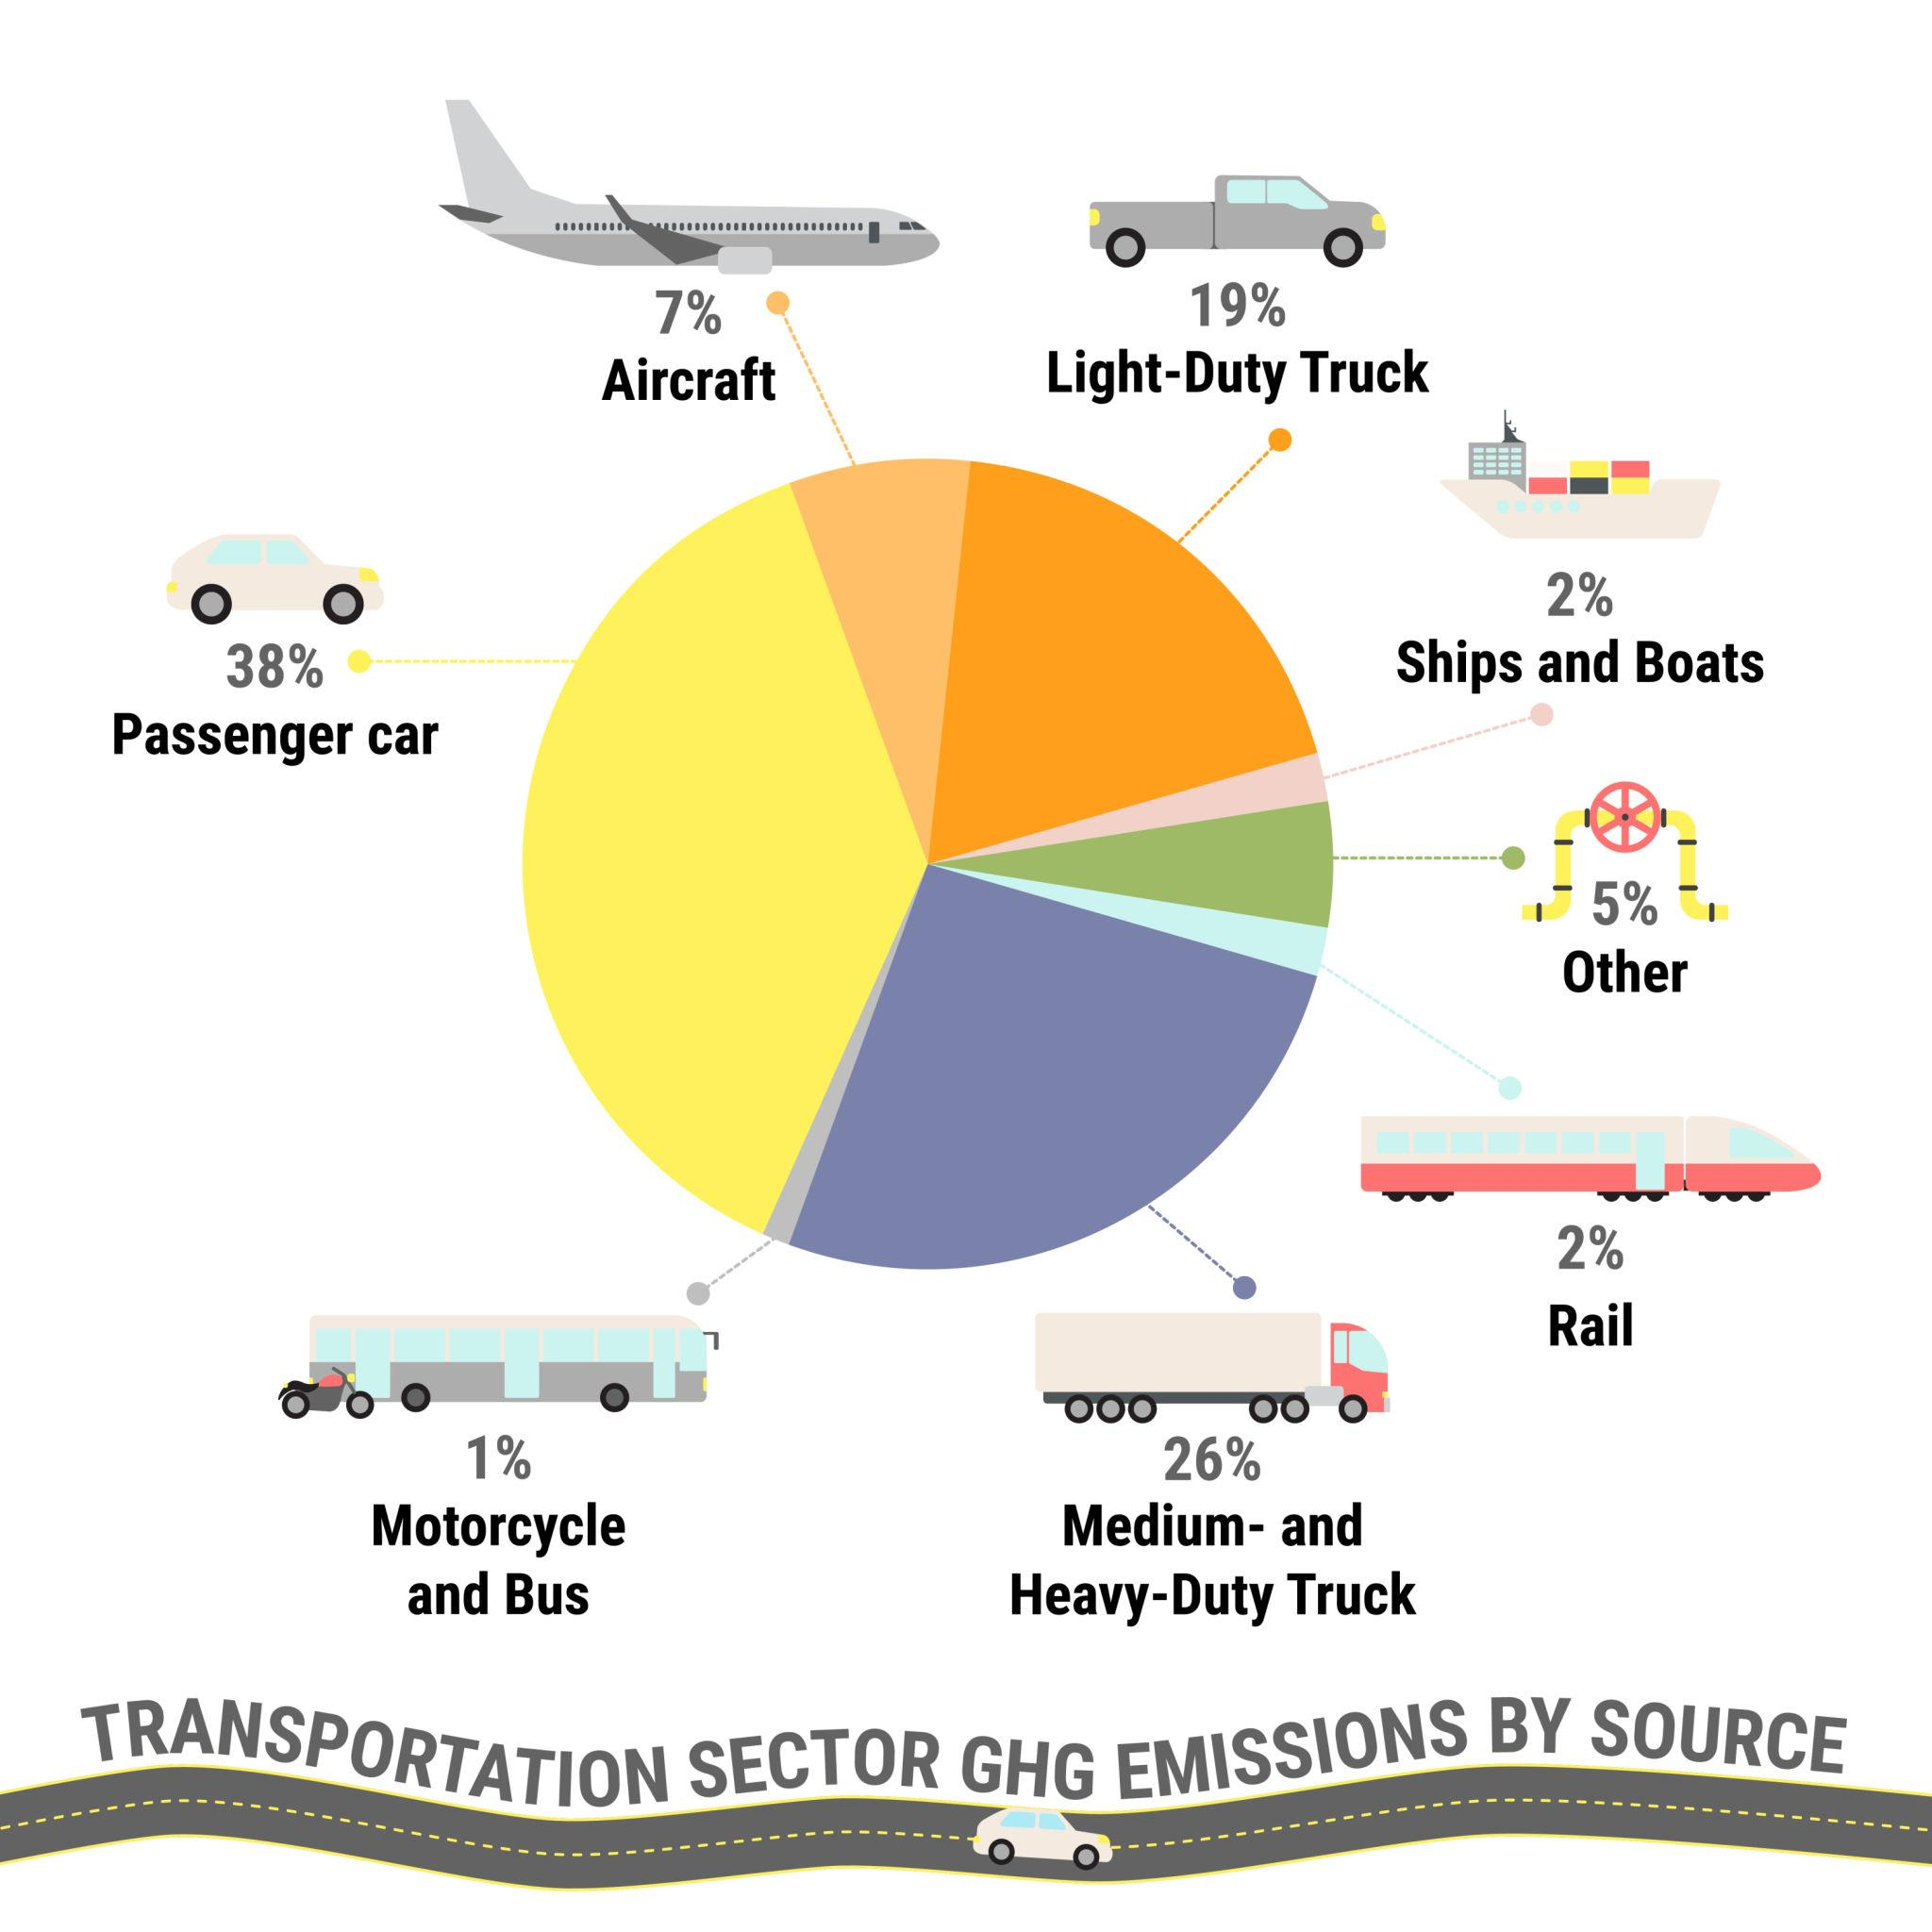 7%
Aircraft
19%
Light-Duty Truck
2%
Ships and Boats
38%
Passenger car
5%
Other
2%
Rail
1%
Motorcycle
and Bus
26%
Medium- and
Heavy-Duty Truck
TRANSPORTATION SECTOR GHG EMISSIONS BY SOURCE